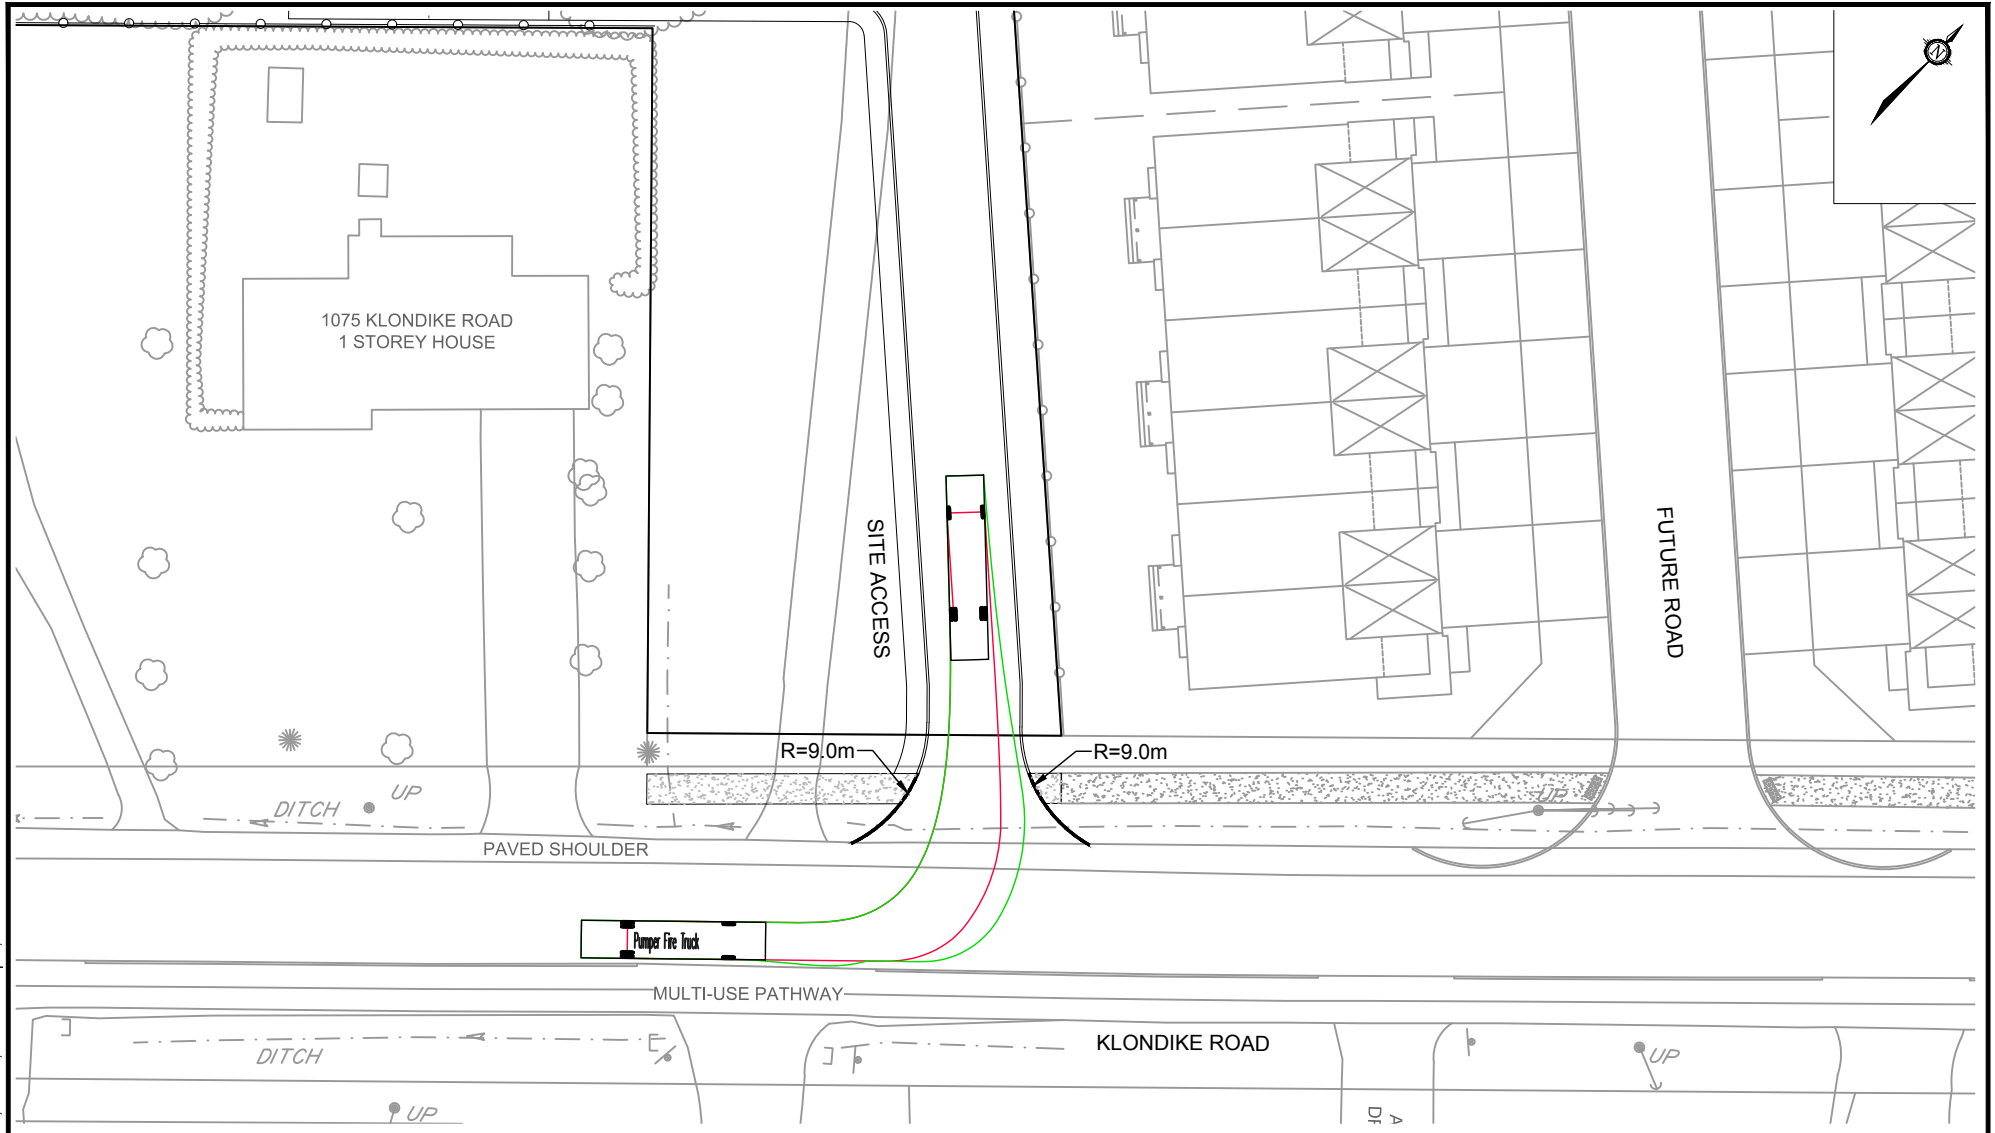 N
1075 KLONDIKE ROAD
1 STOREY HOUSE
SITE ACCESS
FUTURE ROAD
R=9.0m
R=9.0m
DITCH
UP
UP
PAVED SHOULDER
Pumper Fire Truck
MULTI-USE PATHWAY
KLONDIKE ROAD
DITCH
UP
UP